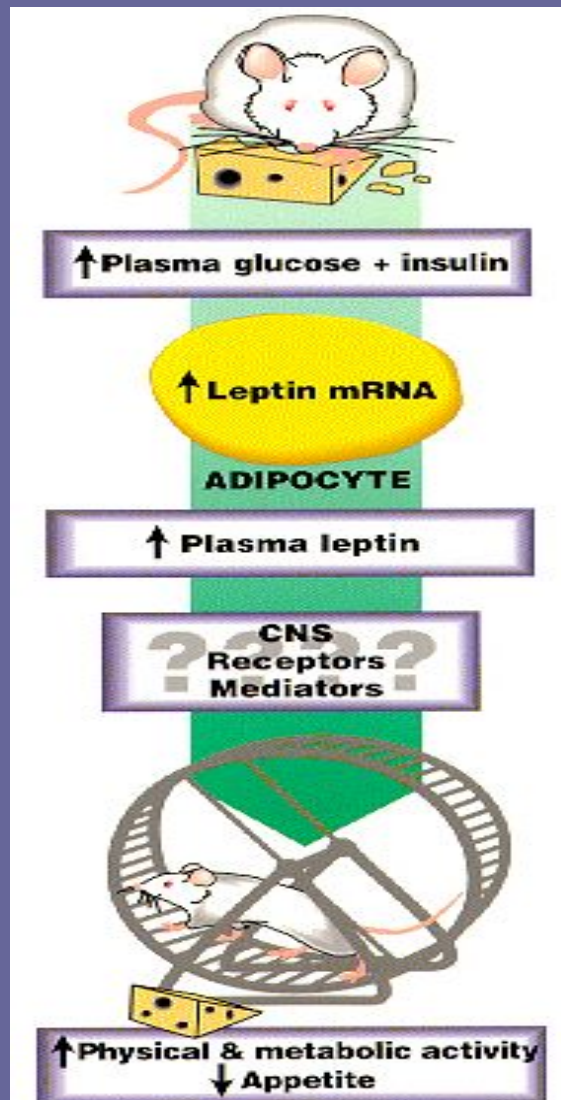 ↑Plasma glucose + insulin
↑ Leptin mRNA
ADIPOCYTE
↑ Plasma leptin
????
CNS
Receptors
Mediators
↑Physical & metabolic activity
↓ Appetite